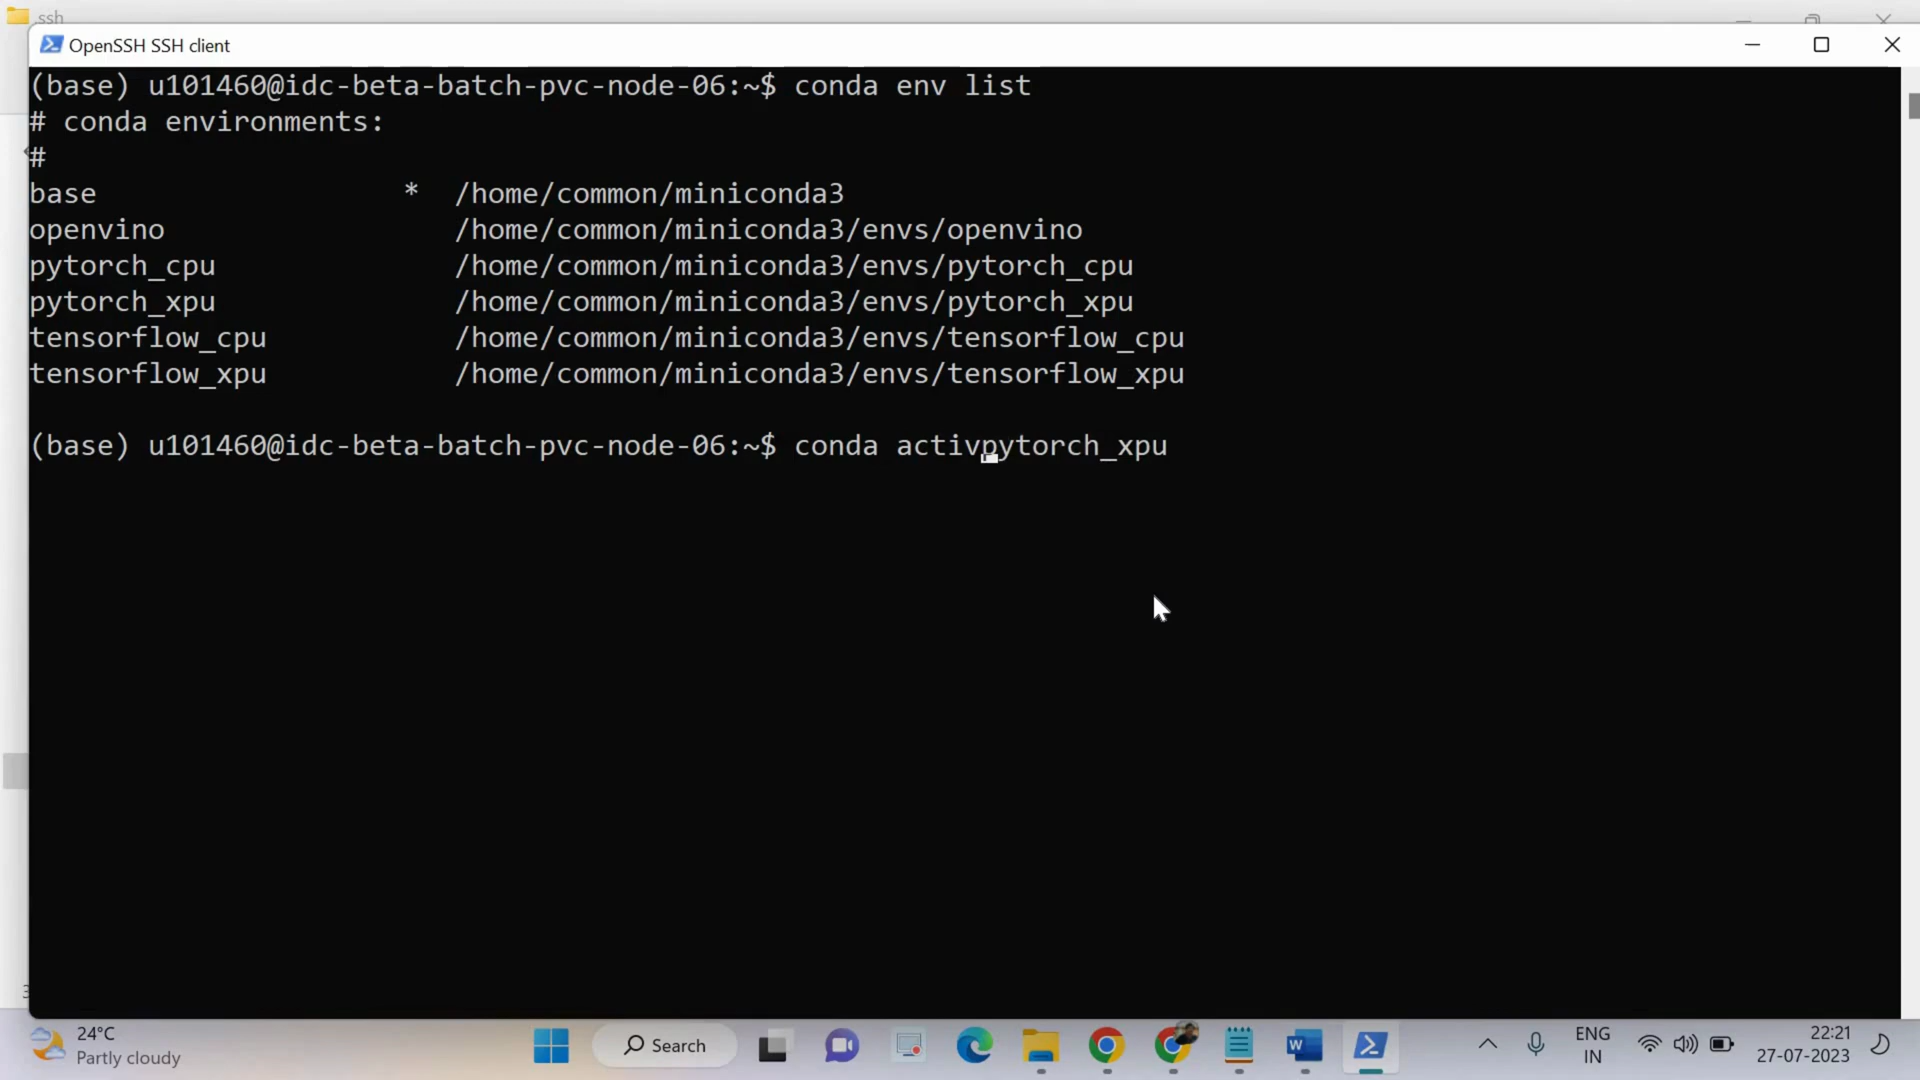 ssh
OpenSSH SSH client
(base) u101460@idc-beta-batch-pvc-node-06:~$ conda env list
# conda environments:
#
base * /home/common/miniconda3
openvino /home/common/miniconda3/envs/openvino
pytorch_cpu /home/common/miniconda3/envs/pytorch_cpu
pytorch_xpu /home/common/miniconda3/envs/pytorch_xpu
tensorflow_cpu /home/common/miniconda3/envs/tensorflow_cpu
tensorflow_xpu /home/common/miniconda3/envs/tensorflow_xpu
(base) u101460@idc-beta-batch-pvc-node-06:~$ conda activpytorch_xpu
24°C
Partly cloudy
Search
ENG
IN
22:21
27-07-2023